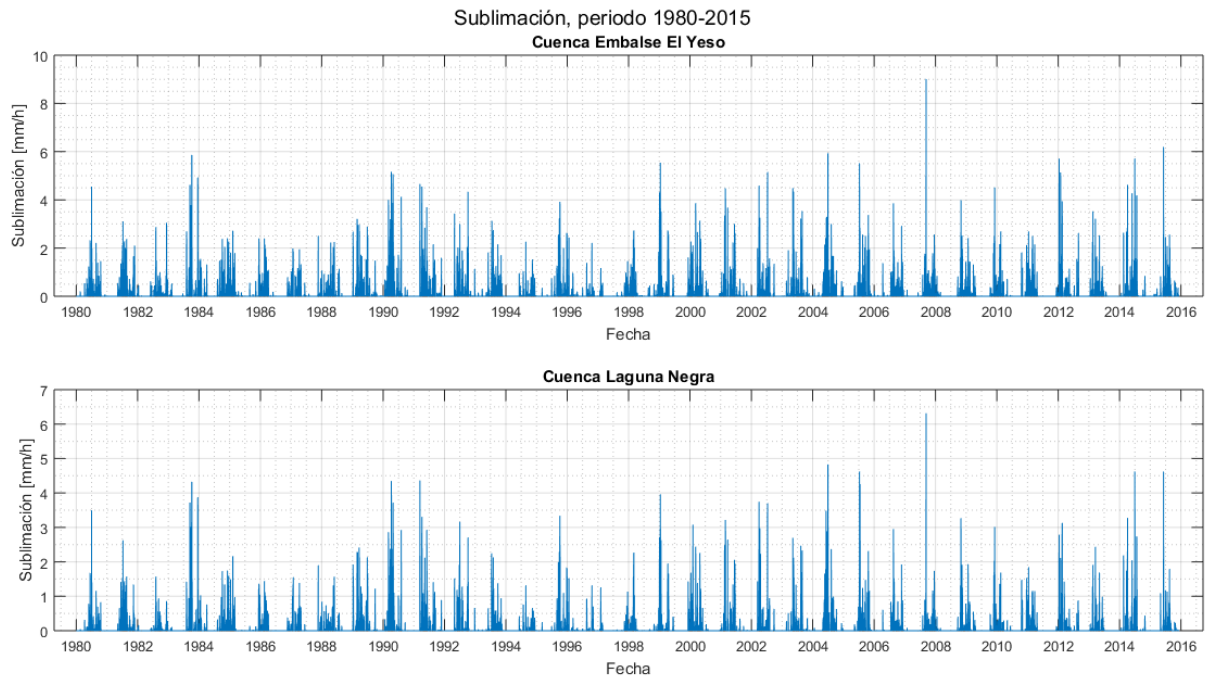 Sublimación, periodo 1980-2015
Cuenca Embalse El Yeso
Sublimación [mm/h]
10
8
6
4
2
0
1980 1982 1984 1986 1988 1990 1992 1994 1996 1998 2000 2002 2004 2006 2008 2010 2012 2014 2016
Fecha
Cuenca Laguna Negra
Sublimación [mm/h]
7
6
5
4
3
2
1
0
1980 1982 1984 1986 1988 1990 1992 1994 1996 1998 2000 2002 2004 2006 2008 2010 2012 2014 2016
Fecha